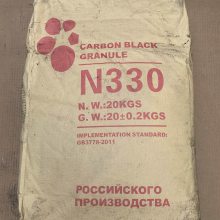 CARBON BLACK
GRANULE
N330
N. W.:20KGS
G. W.:20±0.2KGS
IMPLEMENTATION STANDARD:
GB3778-2011
РОССИЙСКОГО
ПРОИЗВОДСТВА